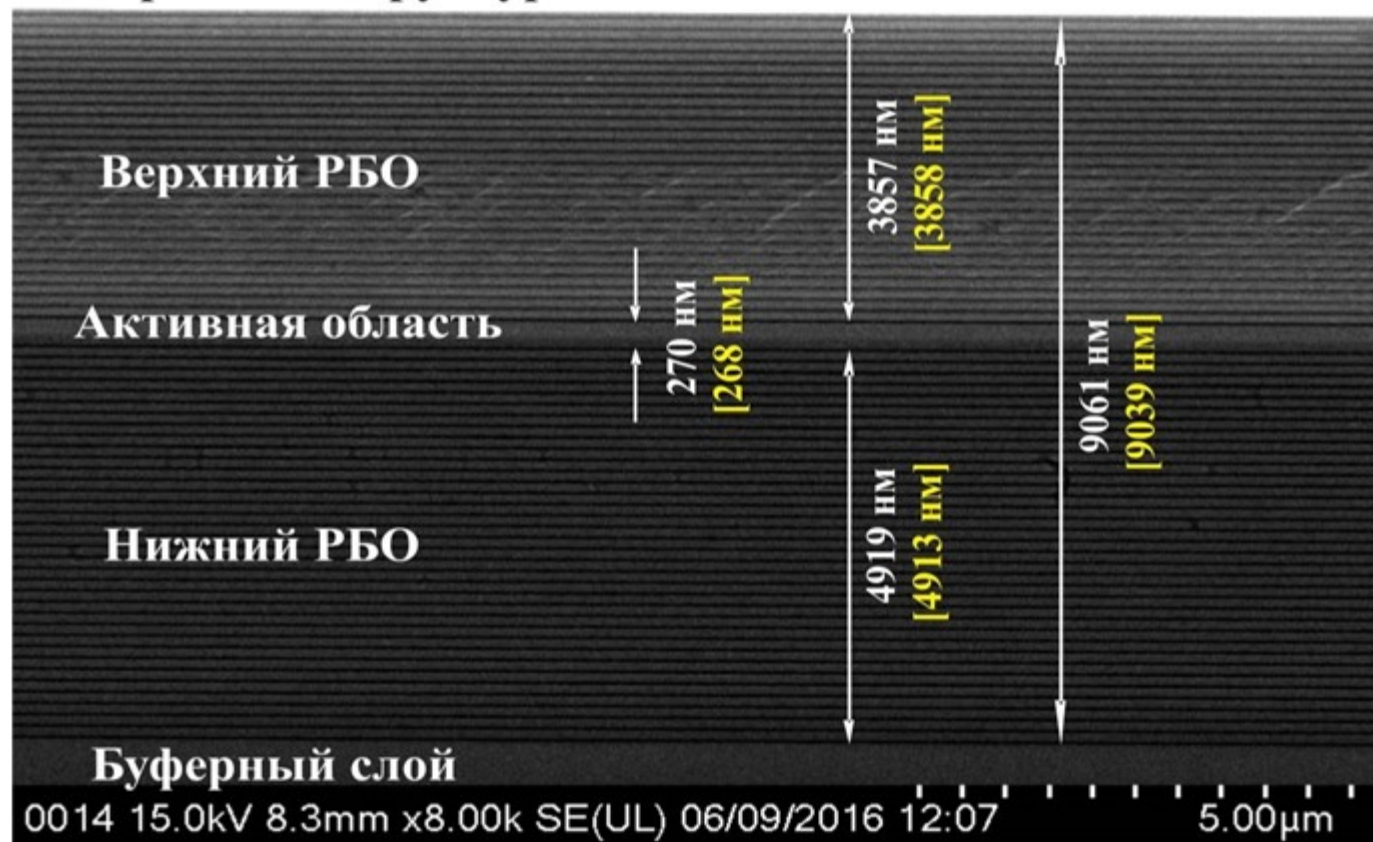 Верхний РБО
3857 нм
[3858 нм]
Активная область
270 нм
[268 нм]
9061 нм
[9039 нм]
Нижний РБО
4919 нм
[4913 нм]
Буферный слой
0014 15.0kV 8.3mm x8.00k SE(UL) 06/09/2016 12:07 5.00µm